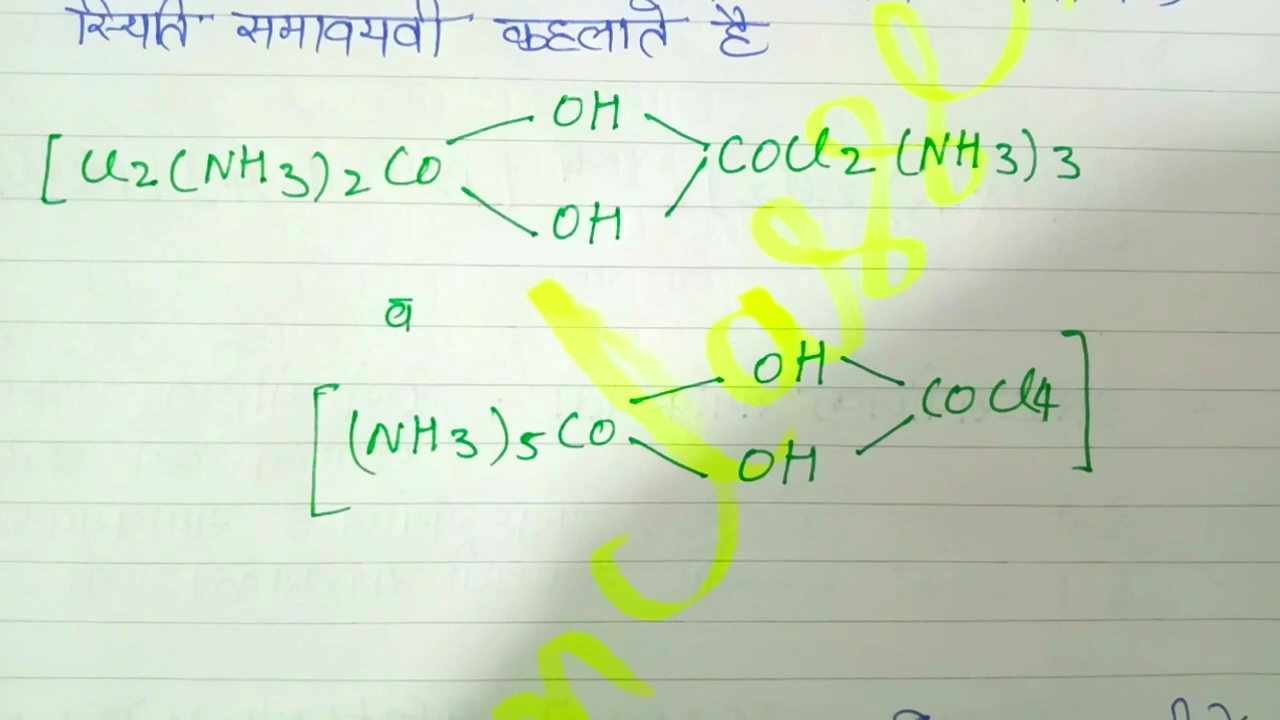 स्थिति समावयवी कहलाते है
OH
[Cl2(NH3)2Co COCl2(NH3)3
OH
व
OH
[(NH3)5CO COCl4]
OH